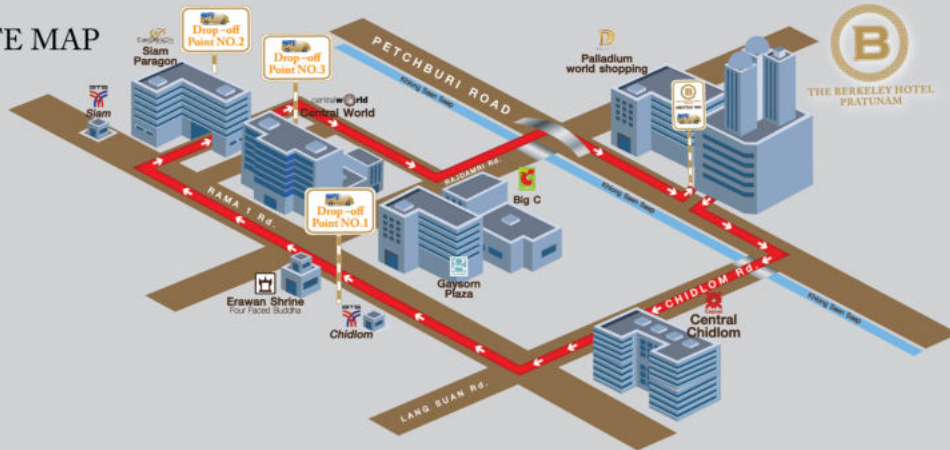 TE MAP
Siam
Paragon
Drop-off
Point NO.2
Drop-off
Point NO.3
PETCHBURI ROAD
Palladium
world shopping
B
THE BERKELEY HOTEL
PRATUNAM
BTS
Siam
centralworld
Central World
Khlong Saen Saep
RAJDAMRI Rd.
Big C
Khlong Saen Saep
RAMA 1 Rd.
Drop-off
Point NO.1
Gaysorn
Plaza
CHIDLOM Rd.
Erawan Shrine
Four Faced Buddha
BTS
Chidlom
Central
Chidlom
Khlong Saen Saep
LANG SUAN Rd.